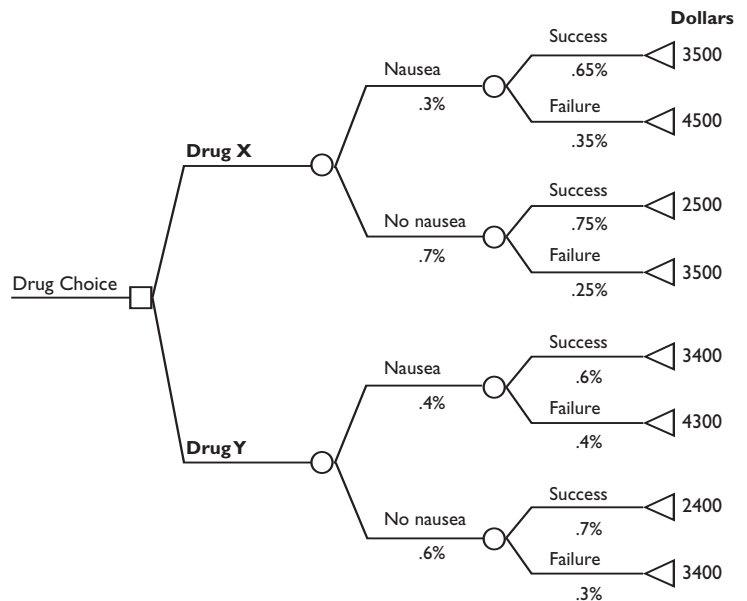 Dollars
Success
3500
.65%
Nausea
.3%
Failure
4500
.35%
Drug X
Success
2500
.75%
No nausea
.7%
Failure
3500
.25%
Drug Choice
Success
3400
.6%
Nausea
.4%
Failure
4300
.4%
Drug Y
Success
2400
.7%
No nausea
.6%
Failure
3400
.3%